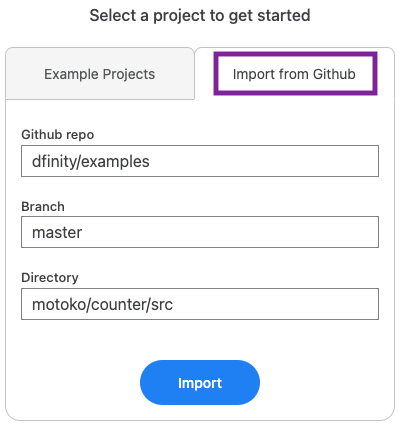 Select a project to get started
Example Projects
Import from Github
Github repo
dfinity/examples
Branch
master
Directory
motoko/counter/src
Import